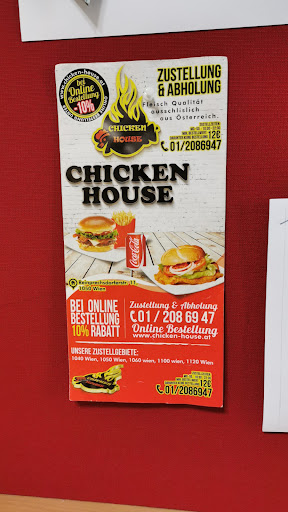 bei
Online
Bestellung
-10%
www.chicken-house.at
CHICKEN
HOUSE
ZUSTELLUNG
& ABHOLUNG
Fleisch Qualität
ausschlislich
aus Österreich.
12€
01/2086947
CHICKEN
HOUSE
Coca-Cola
Reinprechtsdorferstr. 11
1050 Wien
BEI ONLINE
BESTELLUNG
10% RABATT
Zustellung & Abholung
01 / 208 69 47
Online Bestellung
www.chicken-house.at
UNSERE ZUSTELLGEBIETE:
1040 Wien, 1050 Wien, 1060 wien, 1100 wien, 1120 Wien
12€
01/2086947